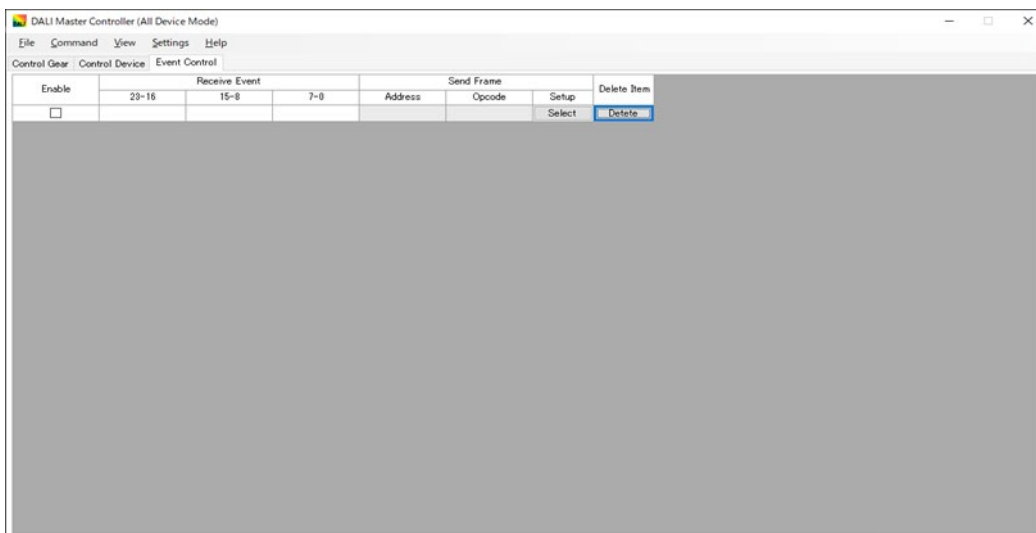 DALI Master Controller (All Device Mode)
File Command View Settings Help
Control Gear Control Device Event Control
Enable Receive Event Send Frame Delete Item
23-16 15-8 7-0 Address Opcode Setup
Select Detete